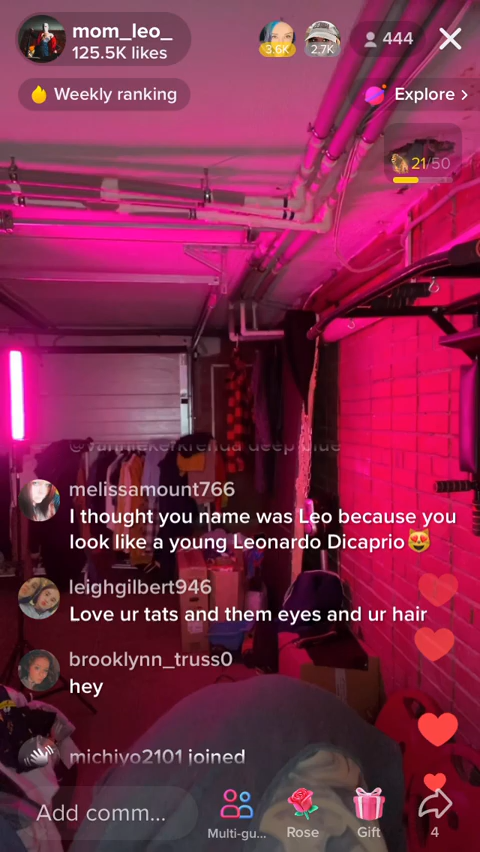 mom_leo_
125.5K likes
3.6K
2.7K
444
Weekly ranking
Explore >
21/50
deep blue
melissamount766
I thought you name was Leo because you
look like a young Leonardo Dicaprio😻
leighgilbert946
Love ur tats and them eyes and ur hair
brooklynn_truss0
hey
michiyo2101 joined
Add comm...
Multi-gu...
Rose
Gift
4